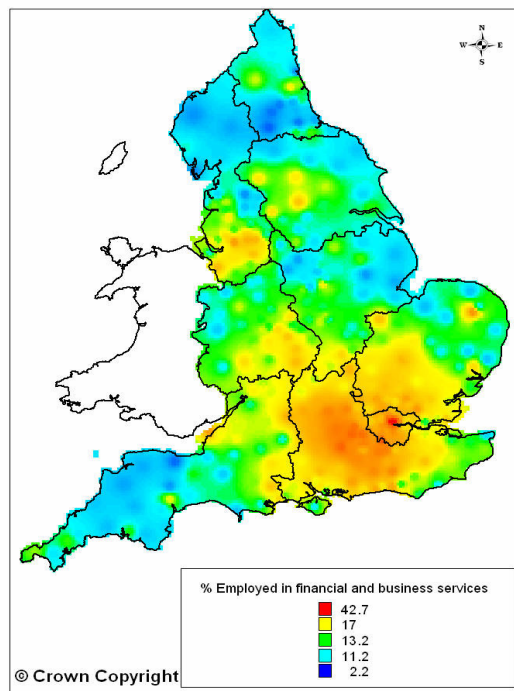 N
W E
S
% Employed in financial and business services
42.7
17
13.2
11.2
2.2
© Crown Copyright